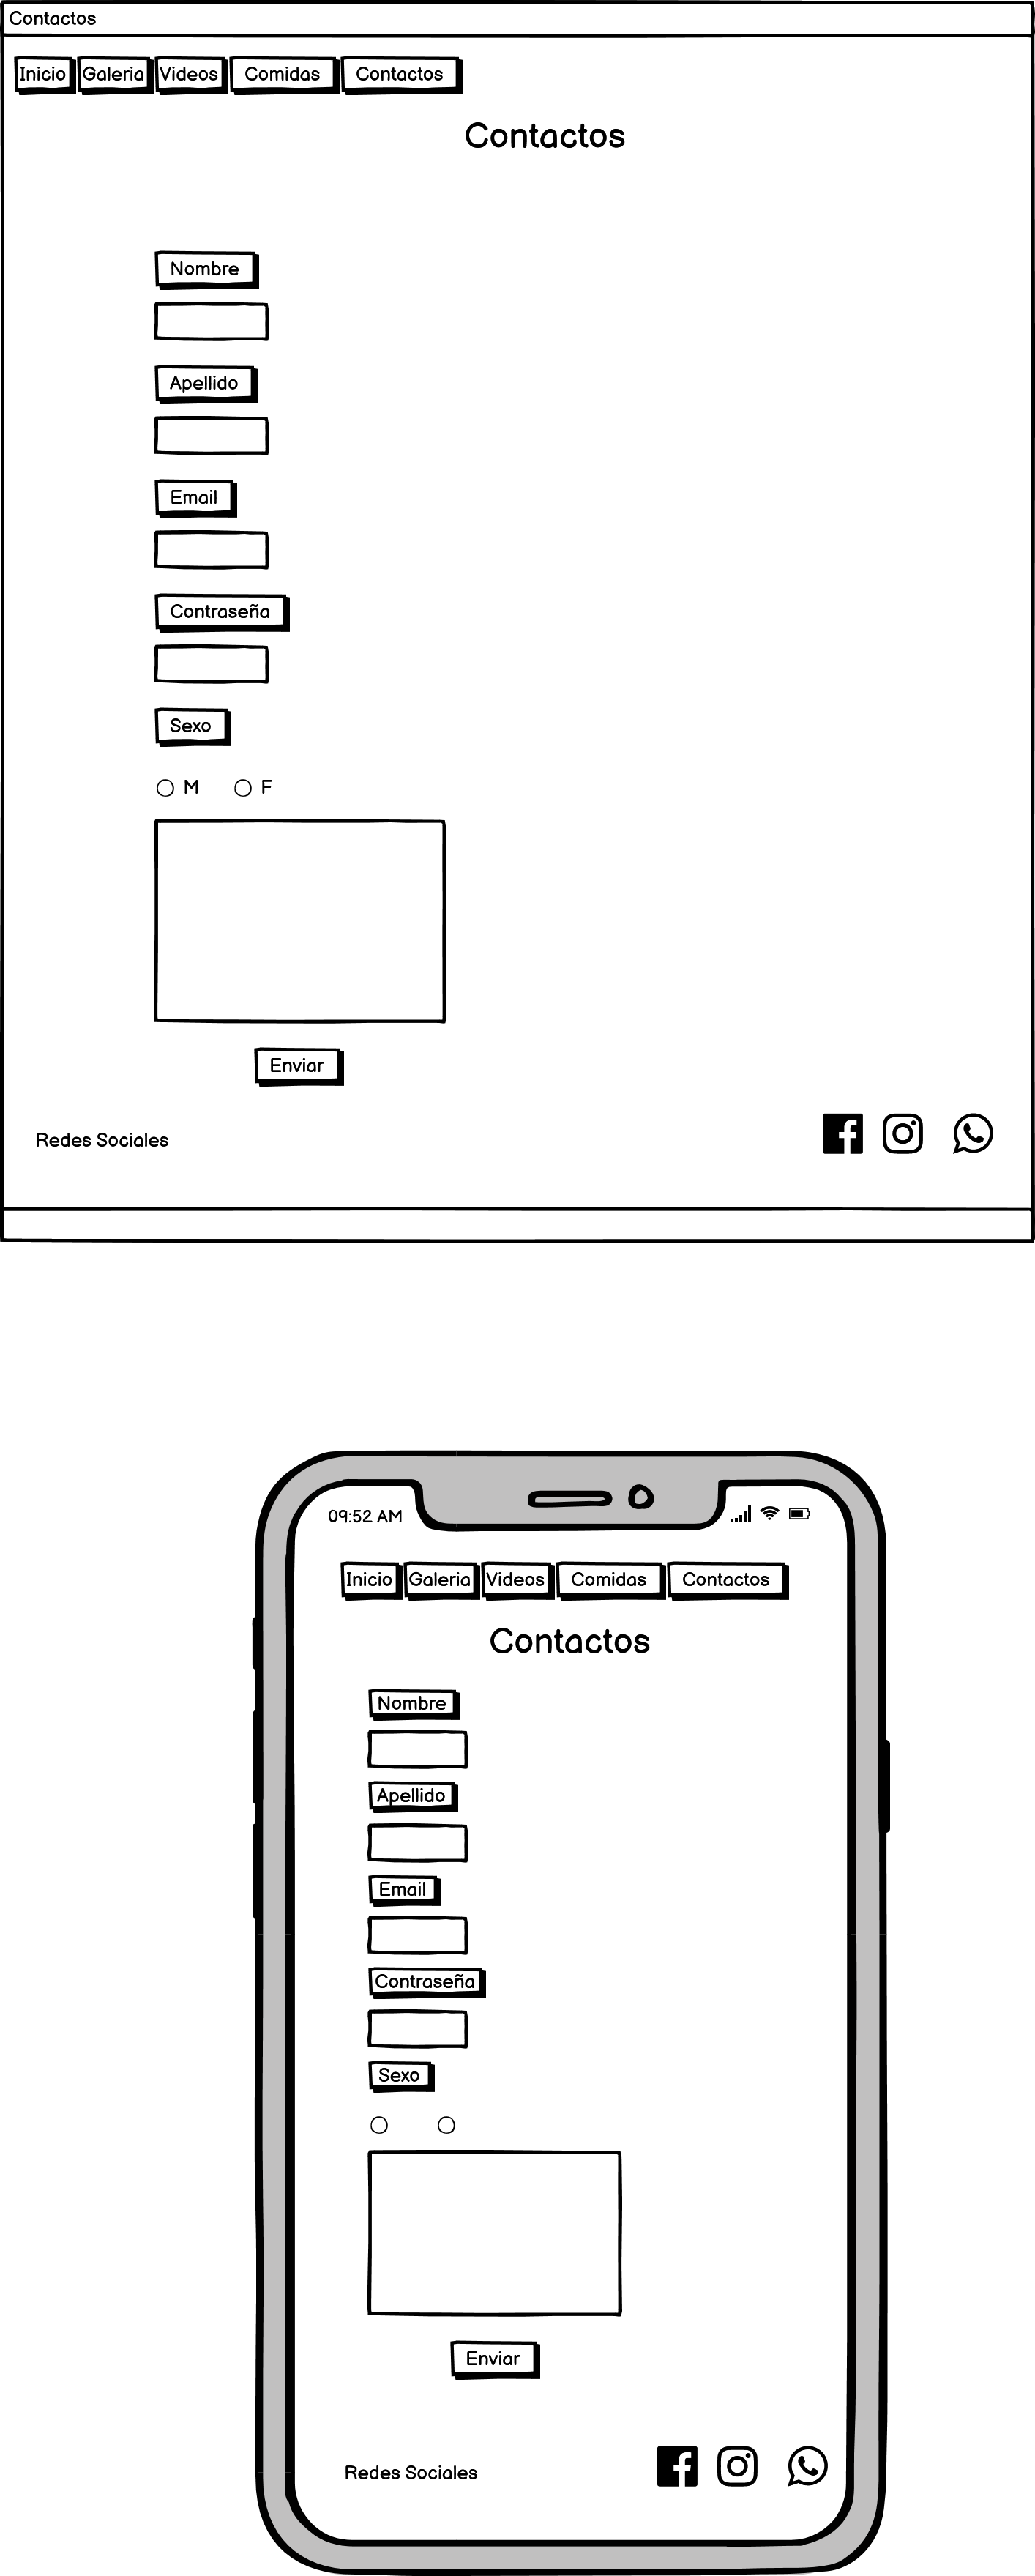 Contactos
Inicio Galeria Videos Comidas Contactos
Contactos
Nombre
Apellido
Email
Contraseña
Sexo
M F
Enviar
Redes Sociales
09:52 AM
Inicio Galeria Videos Comidas Contactos
Contactos
Nombre
Apellido
Email
Contraseña
Sexo
Enviar
Redes Sociales